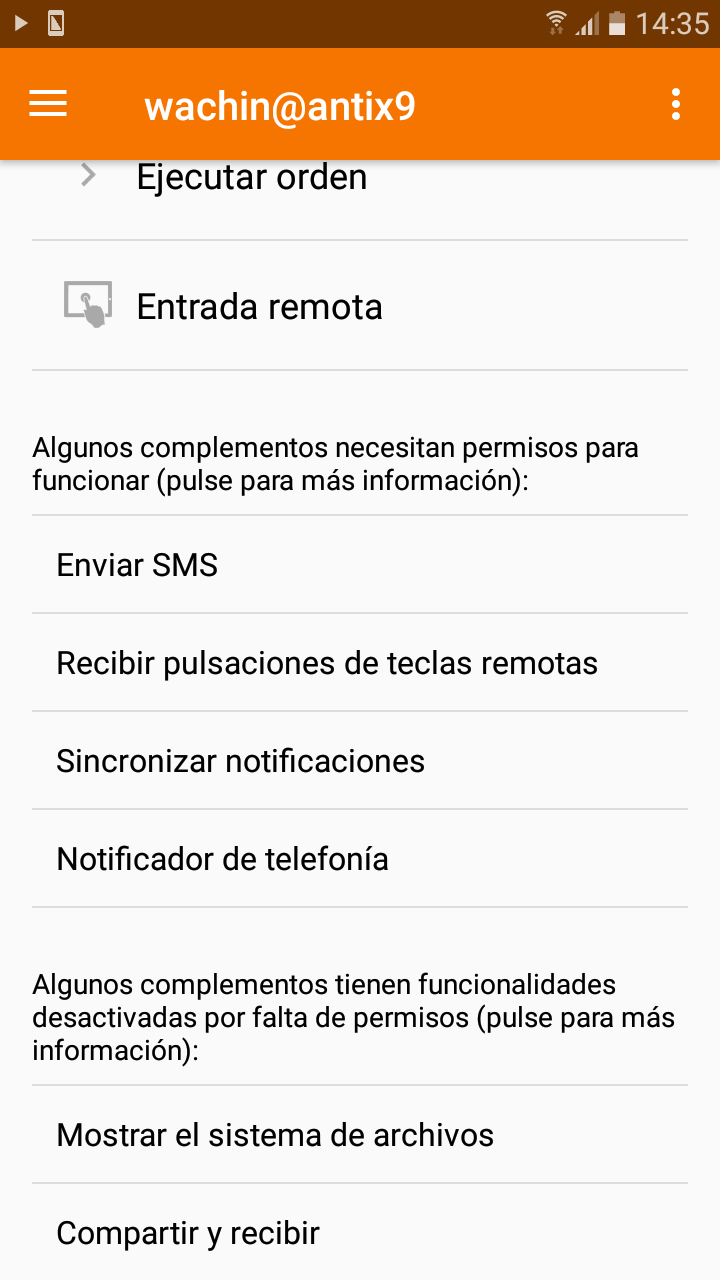 14:35
wachin@antix9
Ejecutar orden
Entrada remota
Algunos complementos necesitan permisos para
funcionar (pulse para más información):
Enviar SMS
Recibir pulsaciones de teclas remotas
Sincronizar notificaciones
Notificador de telefonía
Algunos complementos tienen funcionalidades
desactivadas por falta de permisos (pulse para más
información):
Mostrar el sistema de archivos
Compartir y recibir